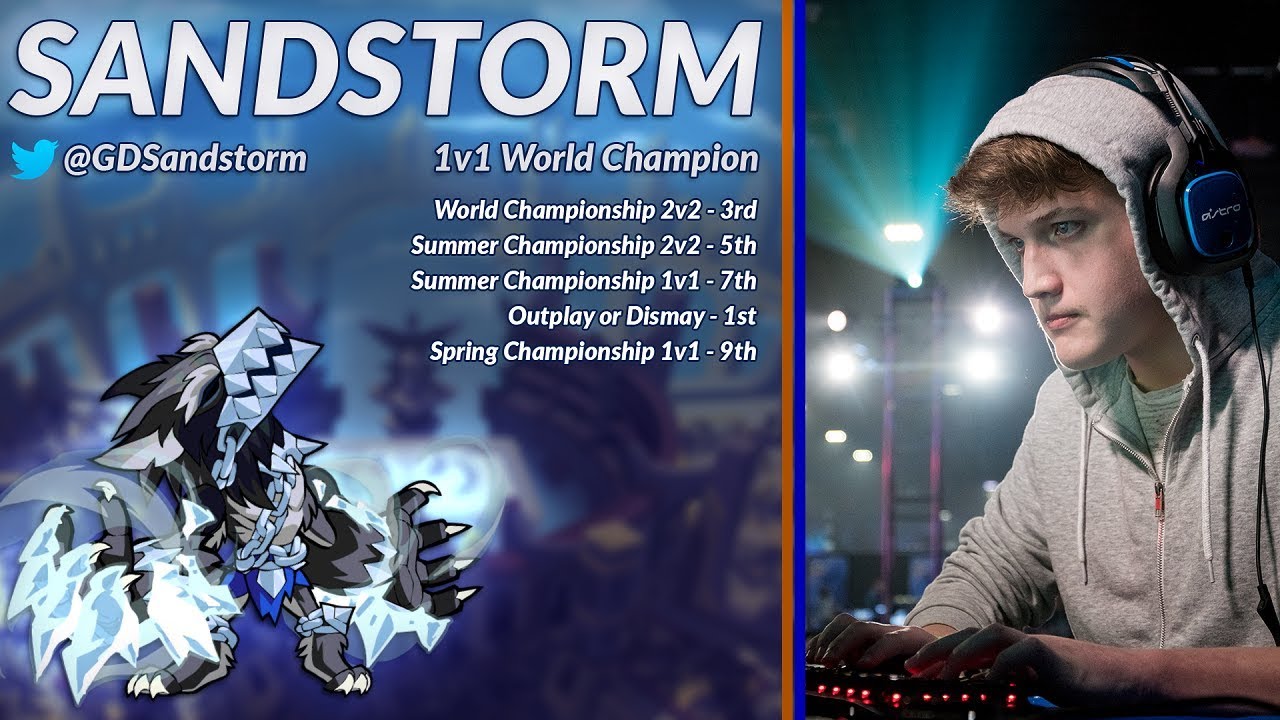 SANDSTORM
@GDSandstorm
1v1 World Champion
World Championship 2v2 - 3rd
Summer Championship 2v2 - 5th
Summer Championship 1v1 - 7th
Outplay or Dismay - 1st
Spring Championship 1v1 - 9th
ASTRO